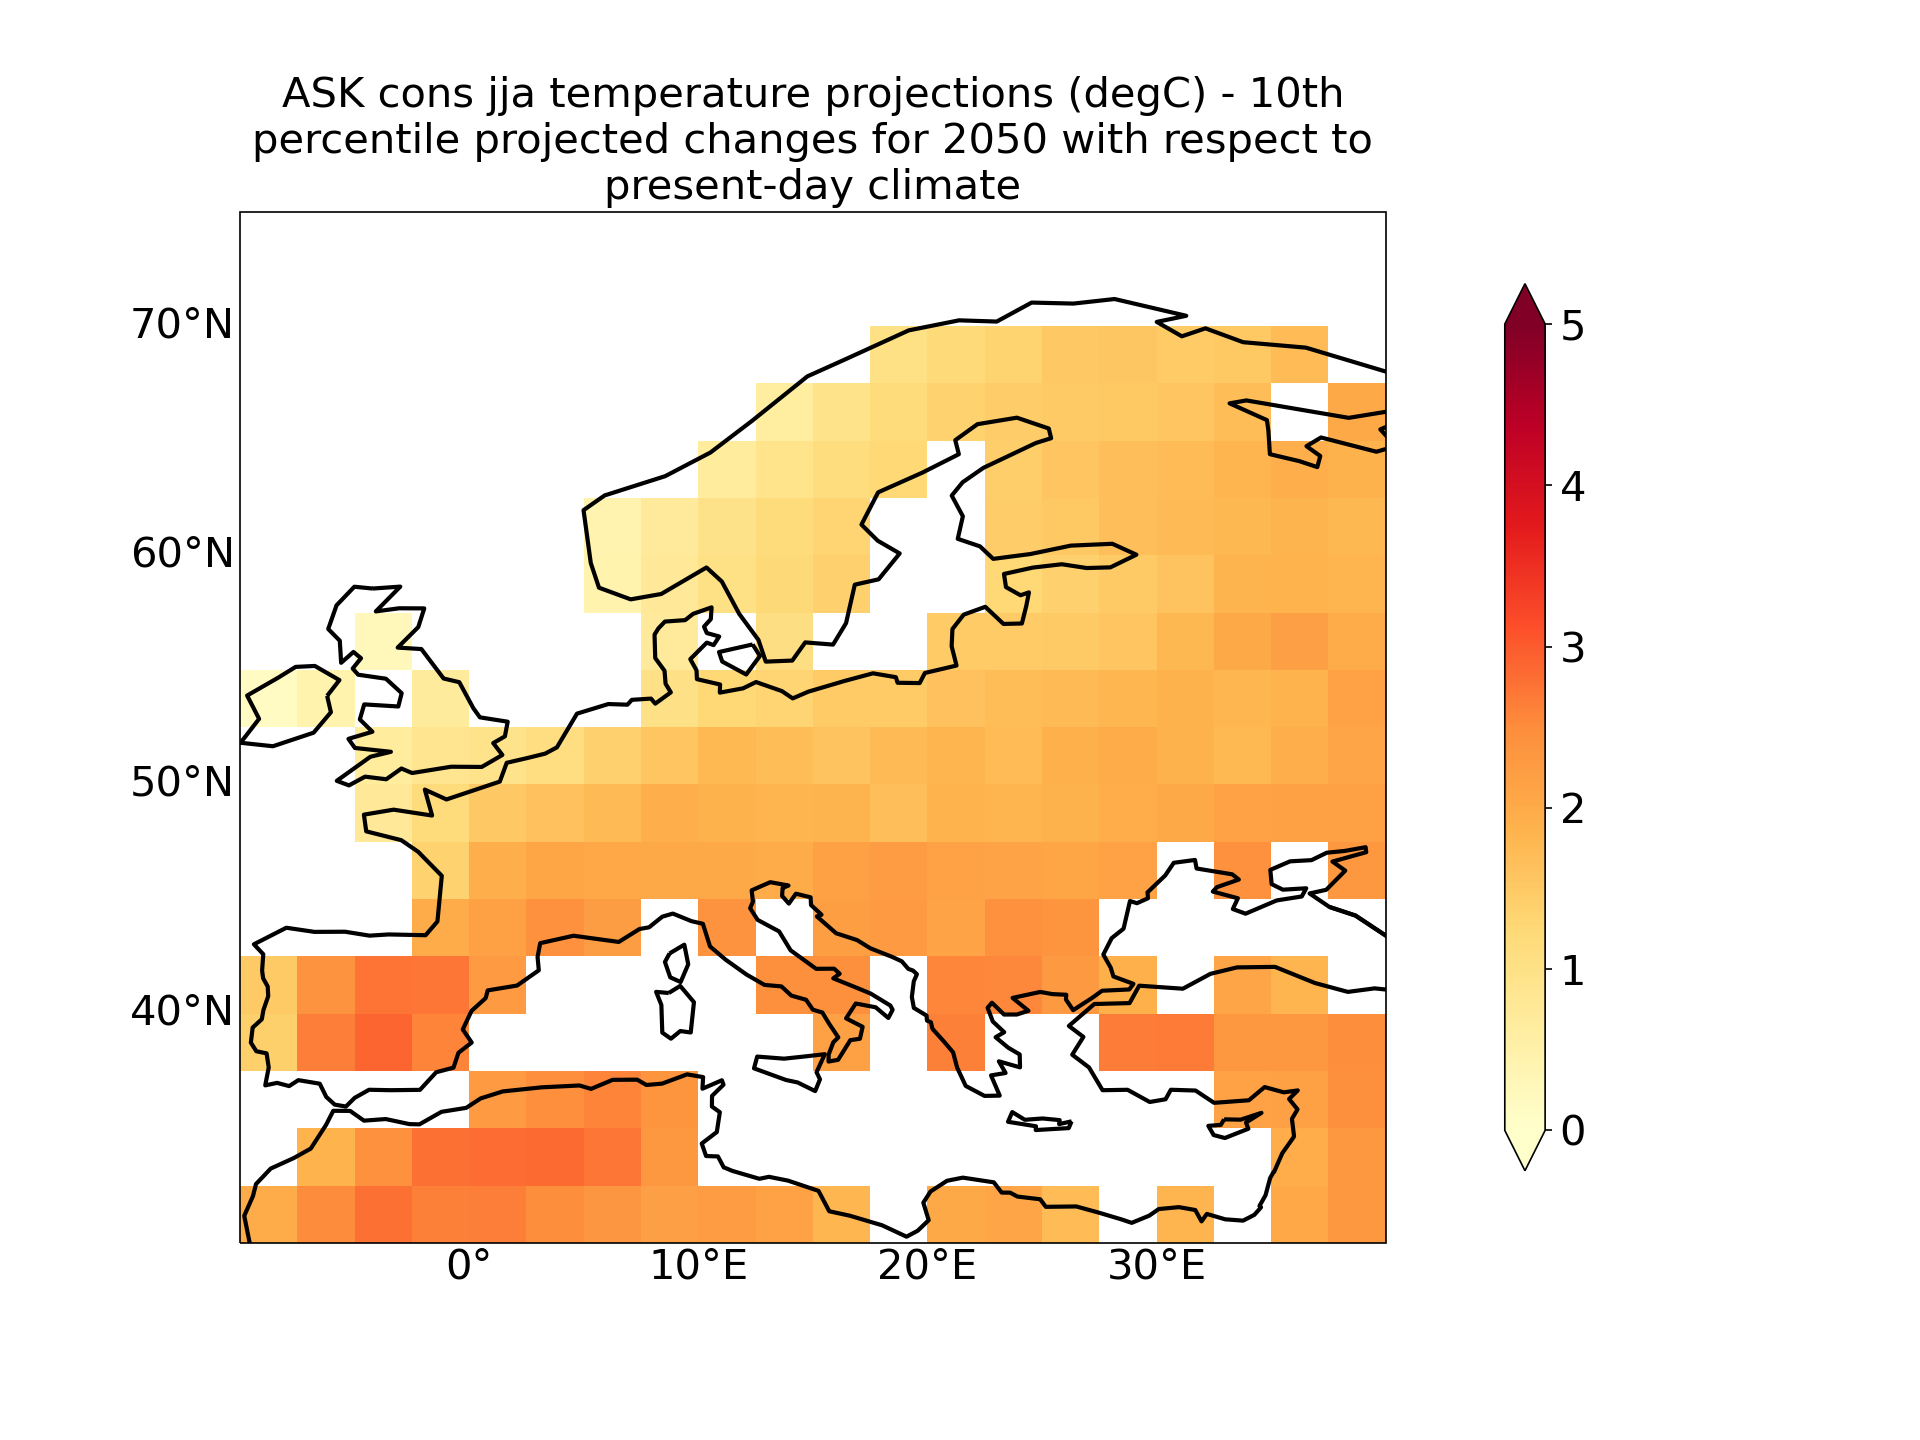 ASK cons jja temperature projections (degC) - 10th
percentile projected changes for 2050 with respect to
present-day climate
70°N
60°N
50°N
40°N
0°
10°E
20°E
30°E
5
4
3
2
1
0